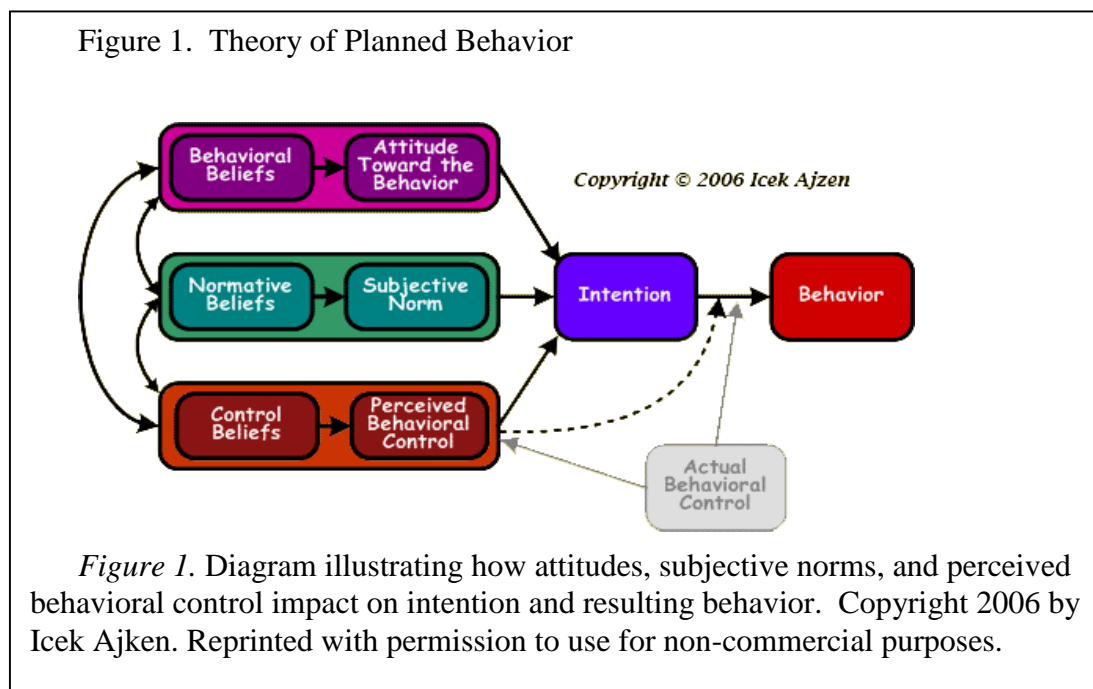 Figure 1.  Theory of Planned Behavior
Behavioral
Beliefs
Attitude
Toward the
Behavior
Copyright © 2006 Icek Ajzen
Normative
Beliefs
Subjective
Norm
Intention
Behavior
Control
Beliefs
Perceived
Behavioral
Control
Actual
Behavioral
Control
Figure 1. Diagram illustrating how attitudes, subjective norms, and perceived
behavioral control impact on intention and resulting behavior.  Copyright 2006 by
Icek Ajken. Reprinted with permission to use for non-commercial purposes.